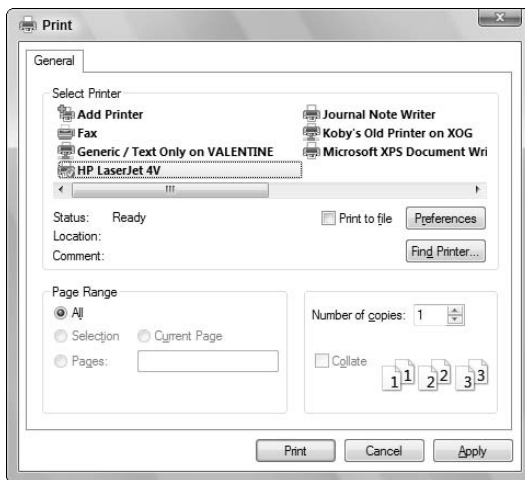 Print
General
Select Printer
Add Printer
Fax
Generic / Text Only on VALENTINE
HP LaserJet 4V
Journal Note Writer
Koby's Old Printer on XOG
Microsoft XPS Document Wri
Status: Ready
Location:
Comment:
Print to file
Preferences
Find Printer...
Page Range
All
Selection
Current Page
Pages:
Number of copies: 1
Collate
1 1 2 2 3 3
Print
Cancel
Apply